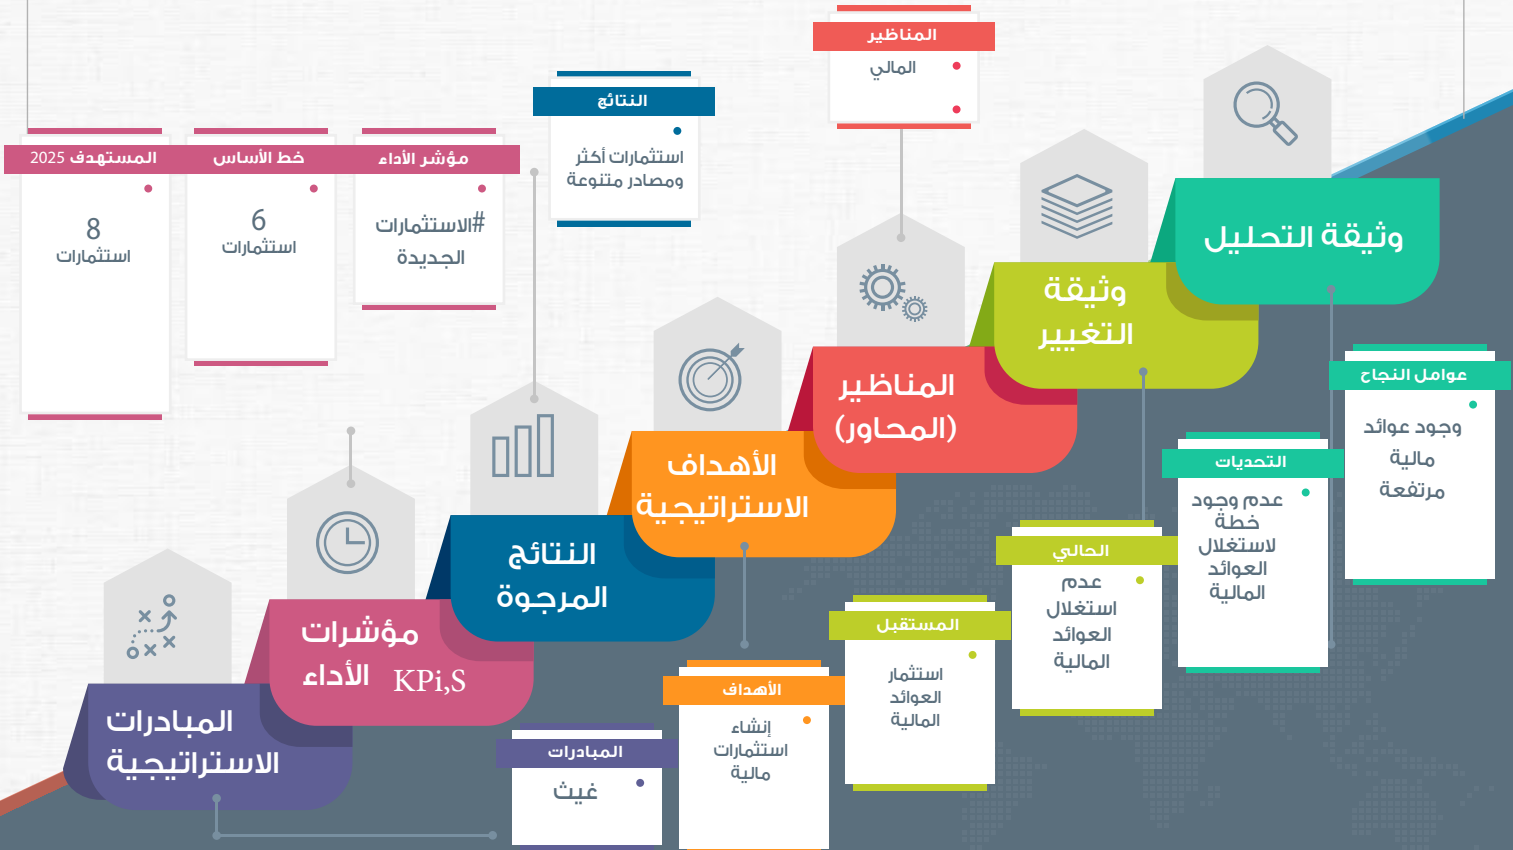 وثيقة التحليل
عوامل النجاح
وجود عوائد
مالية
مرتفعة
التحديات
عدم وجود
خطة
لاستغلال
العوائد
المالية
وثيقة
التغيير
الحالي
عدم
استغلال
العوائد
المالية
المستقبل
استثمار
العوائد
المالية
المناظير
(المحاور)
المناظير
المالي
الأهداف
الاستراتيجية
الأهداف
إنشاء
استثمارات
مالية
النتائج
المرجوة
النتائج
استثمارات أكثر
ومصادر متنوعة
مؤشرات
الأداء KPi,S
مؤشر الأداء
#الاستثمارات
الجديدة
خط الأساس
6
استثمارات
المستهدف 2025
8
استثمارات
المبادرات
الاستراتيجية
المبادرات
غيث